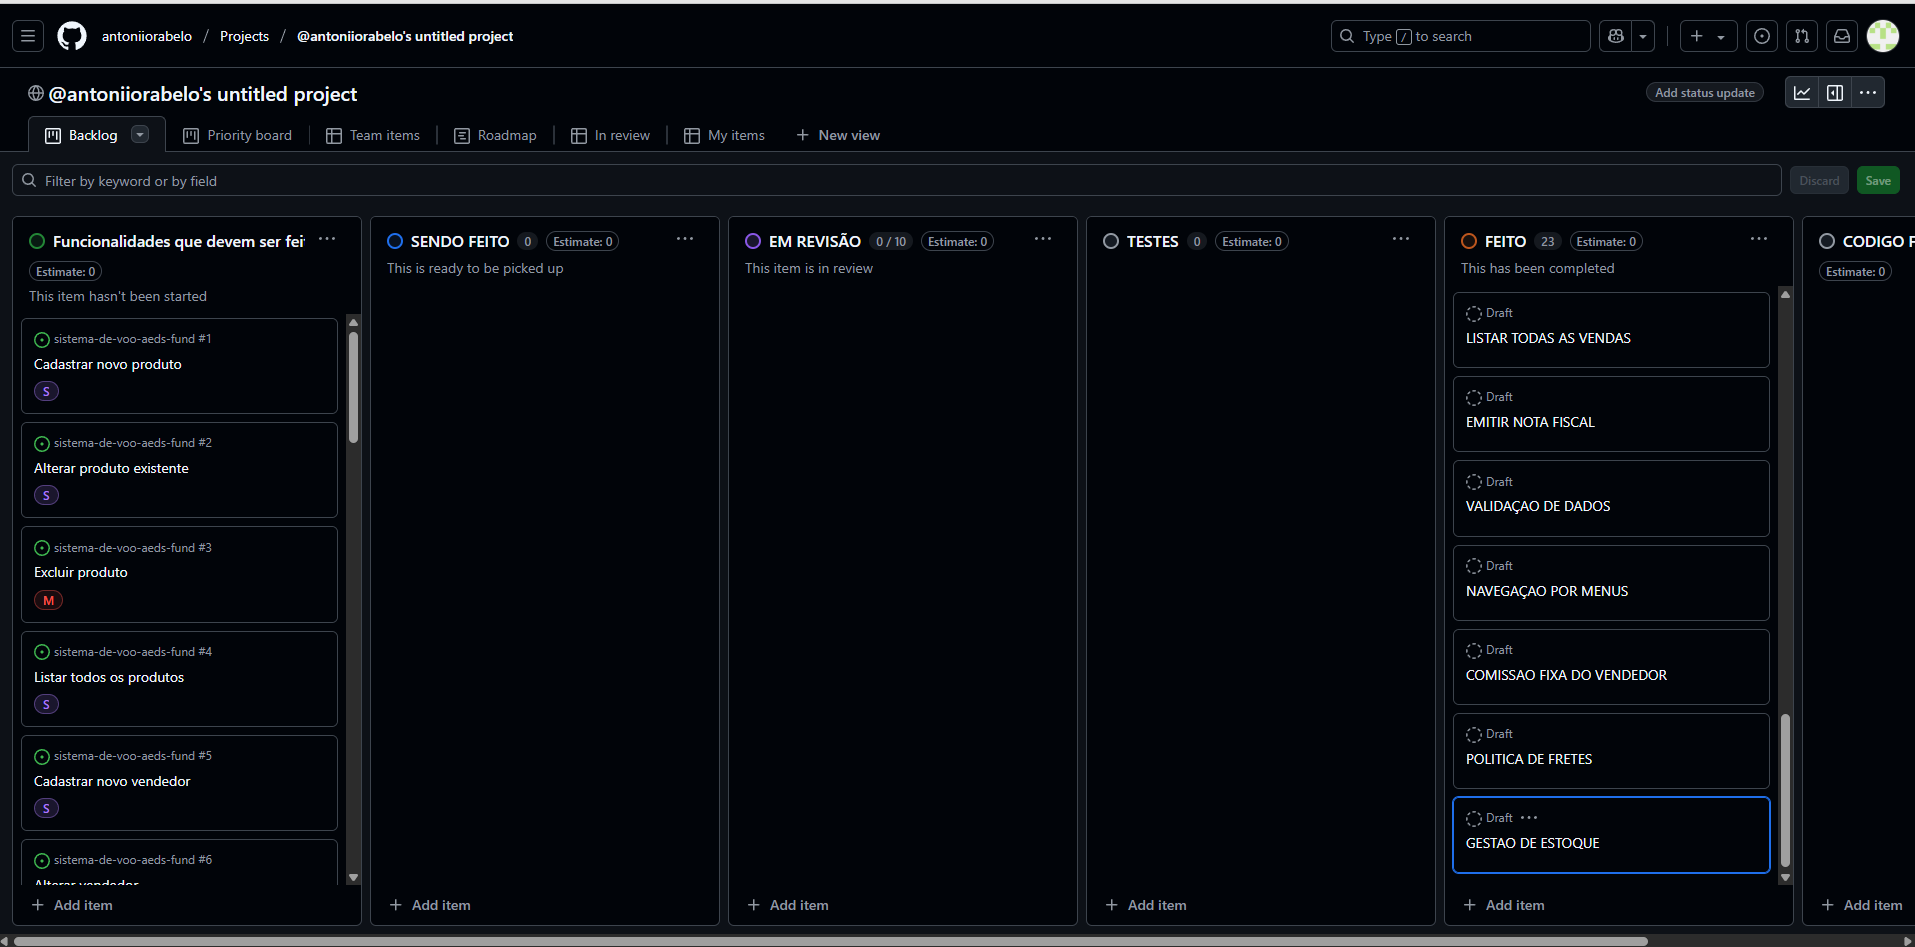 antoniiorabelo / Projects / @antoniiorabelo's untitled project
Type / to search
@antoniiorabelo's untitled project
Add status update
Backlog
Priority board
Team items
Roadmap
In review
My items
New view
Filter by keyword or by field
Discard
Save
Funcionalidades que devem ser fei
Estimate: 0
This item hasn't been started
sistema-de-voo-aeds-fund #1
Cadastrar novo produto
S
sistema-de-voo-aeds-fund #2
Alterar produto existente
S
sistema-de-voo-aeds-fund #3
Excluir produto
M
sistema-de-voo-aeds-fund #4
Listar todos os produtos
S
sistema-de-voo-aeds-fund #5
Cadastrar novo vendedor
S
sistema-de-voo-aeds-fund #6
Alterar vendedor
Add item
SENDO FEITO 0 Estimate: 0
This is ready to be picked up
Add item
EM REVISÃO 0 / 10 Estimate: 0
This item is in review
Add item
TESTES 0 Estimate: 0
Add item
FEITO 23 Estimate: 0
This has been completed
Draft
LISTAR TODAS AS VENDAS
Draft
EMITIR NOTA FISCAL
Draft
VALIDAÇAO DE DADOS
Draft
NAVEGAÇAO POR MENUS
Draft
COMISSAO FIXA DO VENDEDOR
Draft
POLITICA DE FRETES
Draft
GESTAO DE ESTOQUE
Add item
CODIGO F
Estimate: 0
Add item